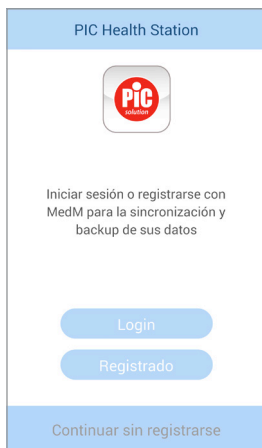 PIC Health Station
PiC
solution
Iniciar sesión o registrarse con
MedM para la sincronización y
backup de sus datos
Login
Registrado
Continuar sin registrarse